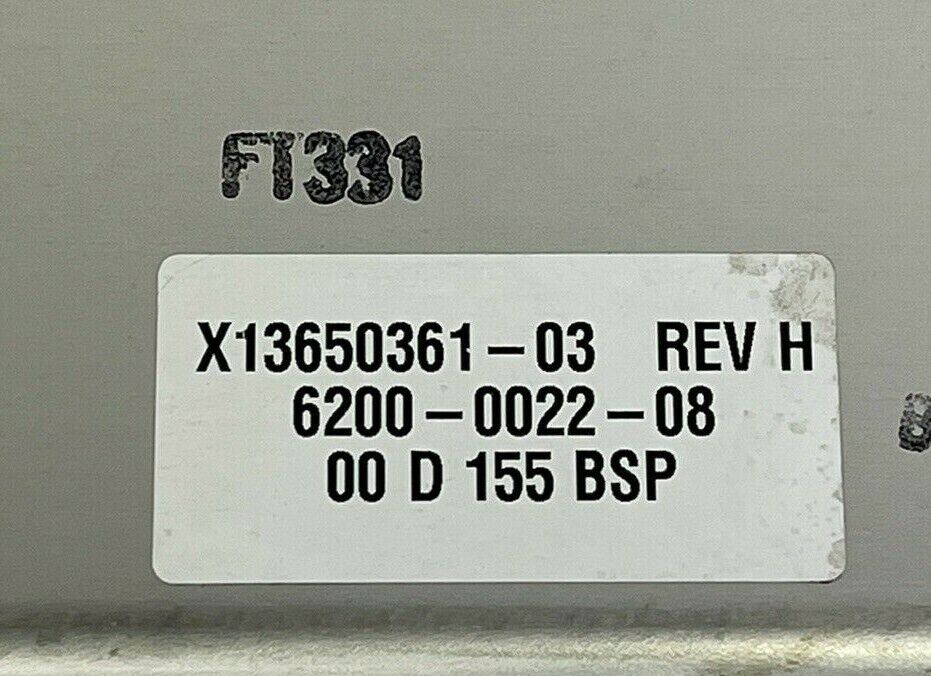 FT331
X13650361-03 REV H
6200-0022-08
00 D 155 BSP